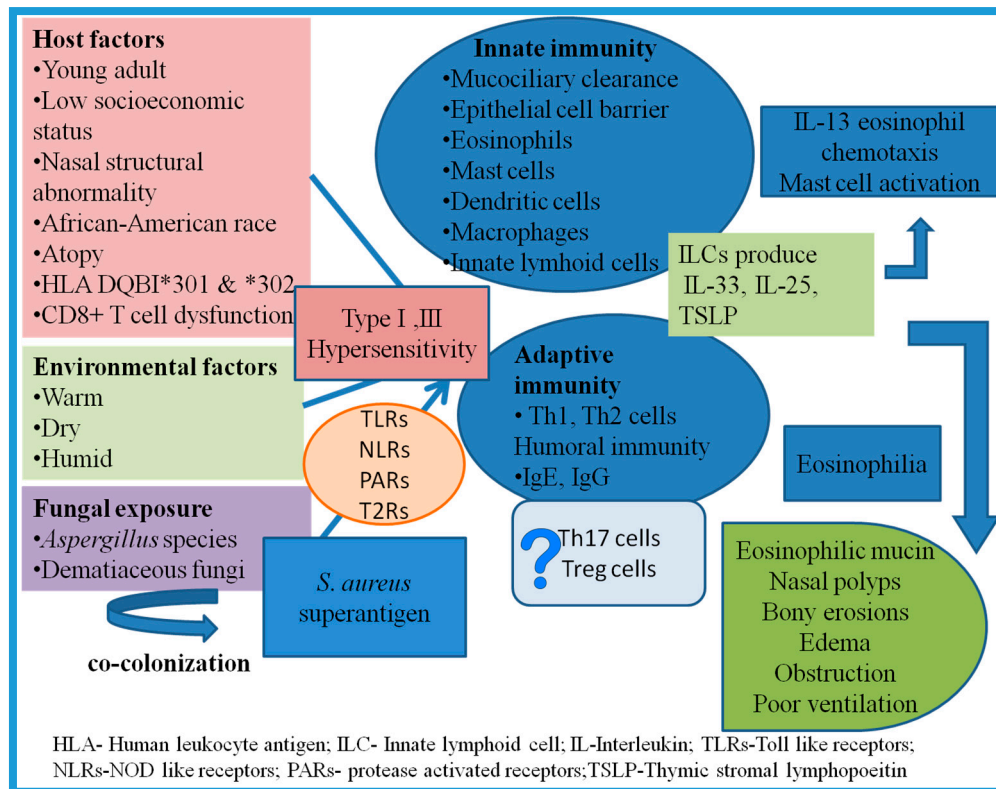 Host factors
•Young adult
•Low socioeconomic
status
•Nasal structural
abnormality
•African-American race
•Atopy
•HLA DQBI*301 & *302
•CD8+ T cell dysfunction
Environmental factors
•Warm
•Dry
•Humid
Fungal exposure
•Aspergillus species
•Dematiaceous fungi
co-colonization
Type I ,III
Hypersensitivity
TLRs
NLRs
PARs
T2Rs
S. aureus
superantigen
Innate immunity
•Mucociliary clearance
•Epithelial cell barrier
•Eosinophils
•Mast cells
•Dendritic cells
•Macrophages
•Innate lymhoid cells
Adaptive
immunity
• Th1, Th2 cells
Humoral immunity
•IgE, IgG
?
Th17 cells
Treg cells
ILCs produce
IL-33, IL-25,
TSLP
IL-13 eosinophil
chemotaxis
Mast cell activation
Eosinophilia
Eosinophilic mucin
Nasal polyps
Bony erosions
Edema
Obstruction
Poor ventilation
HLA- Human leukocyte antigen; ILC- Innate lymphoid cell; IL-Interleukin; TLRs-Toll like receptors;
NLRs-NOD like receptors; PARs- protease activated receptors;TSLP-Thymic stromal lymphopoeitin